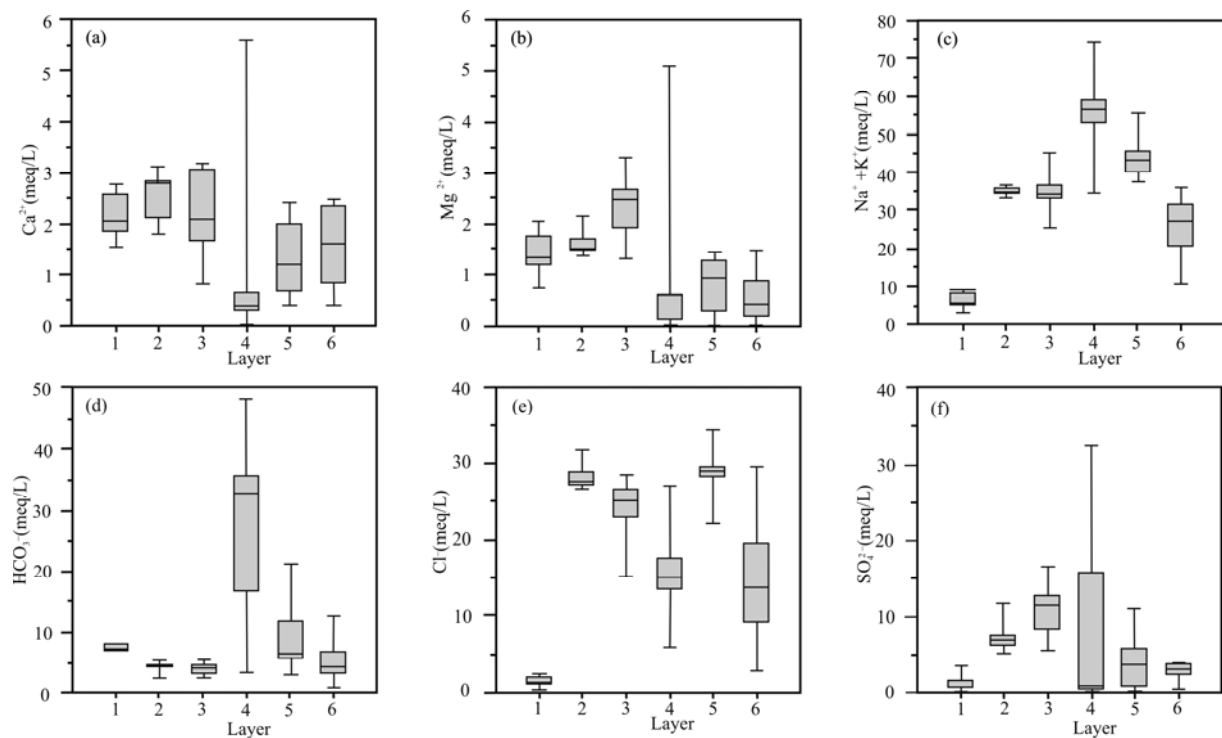 (a)
Ca²⁺(meq/L)
6
5
4
3
2
1
0
1 2 3 4 5 6
Layer
(b)
Mg ²⁺(meq/L)
6
5
4
3
2
1
0
1 2 3 4 5 6
Layer
(c)
Na⁺ +K⁺(meq/L)
80
70
60
50
40
30
20
10
0
1 2 3 4 5 6
Layer
(d)
HCO₃⁻(meq/L)
50
40
30
20
10
0
1 2 3 4 5 6
Layer
(e)
Cl⁻(meq/L)
40
30
20
10
0
1 2 3 4 5 6
Layer
(f)
SO₄²⁻(meq/L)
40
30
20
10
0
1 2 3 4 5 6
Layer